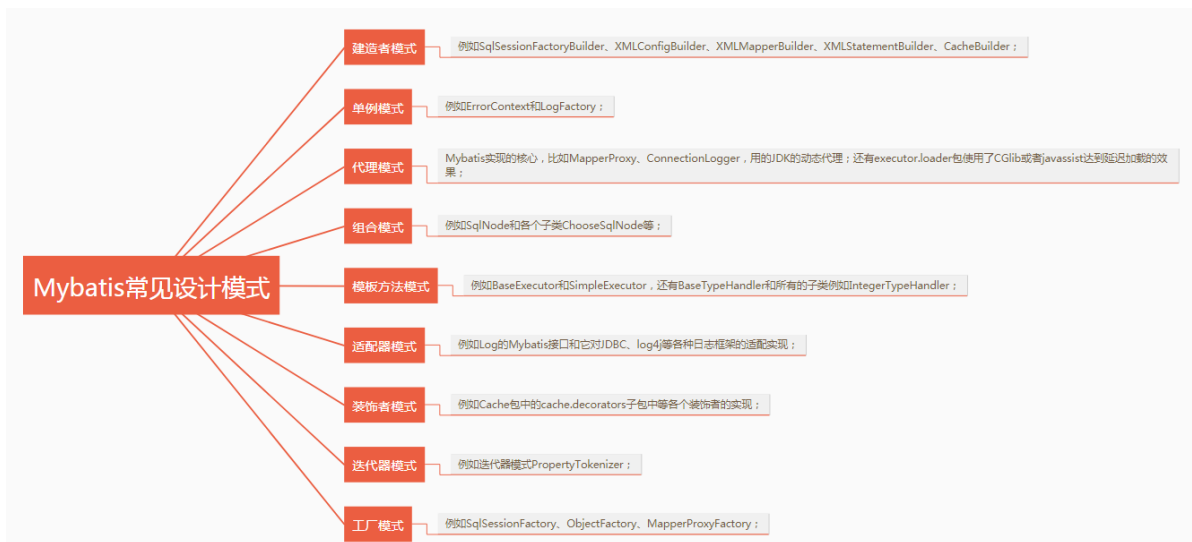 Mybatis常见设计模式
建造者模式
例如SqlSessionFactoryBuilder、XMLConfigBuilder、XMLMapperBuilder、XMLStatementBuilder、CacheBuilder；
单例模式
例如ErrorContext和LogFactory；
代理模式
Mybatis实现的核心，比如MapperProxy、ConnectionLogger，用的JDK的动态代理；还有executor.loader包使用了CGlib或者javassist达到延迟加载的效
果；
组合模式
例如SqlNode和各个子类ChooseSqlNode等；
模板方法模式
例如BaseExecutor和SimpleExecutor，还有BaseTypeHandler和所有的子类例如IntegerTypeHandler；
适配器模式
例如Log的Mybatis接口和它对JDBC、log4j等各种日志框架的适配实现；
装饰者模式
例如Cache包中的cache.decorators子包中等各个装饰者的实现；
迭代器模式
例如迭代器模式PropertyTokenizer；
工厂模式
例如SqlSessionFactory、ObjectFactory、MapperProxyFactory；